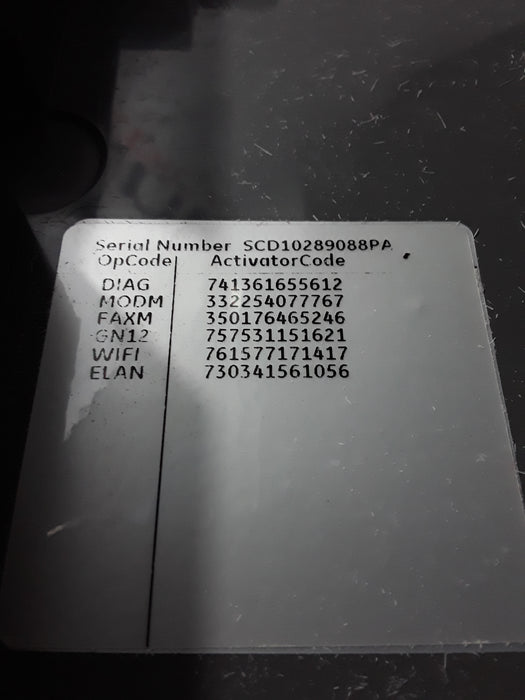 Serial Number SCD10289088PA
OpCode ActivatorCode
DIAG 741361655612
MODM 332254077767
FAXM 350176465246
GN12 757531151621
WIFI 761577171417
ELAN 730341561056